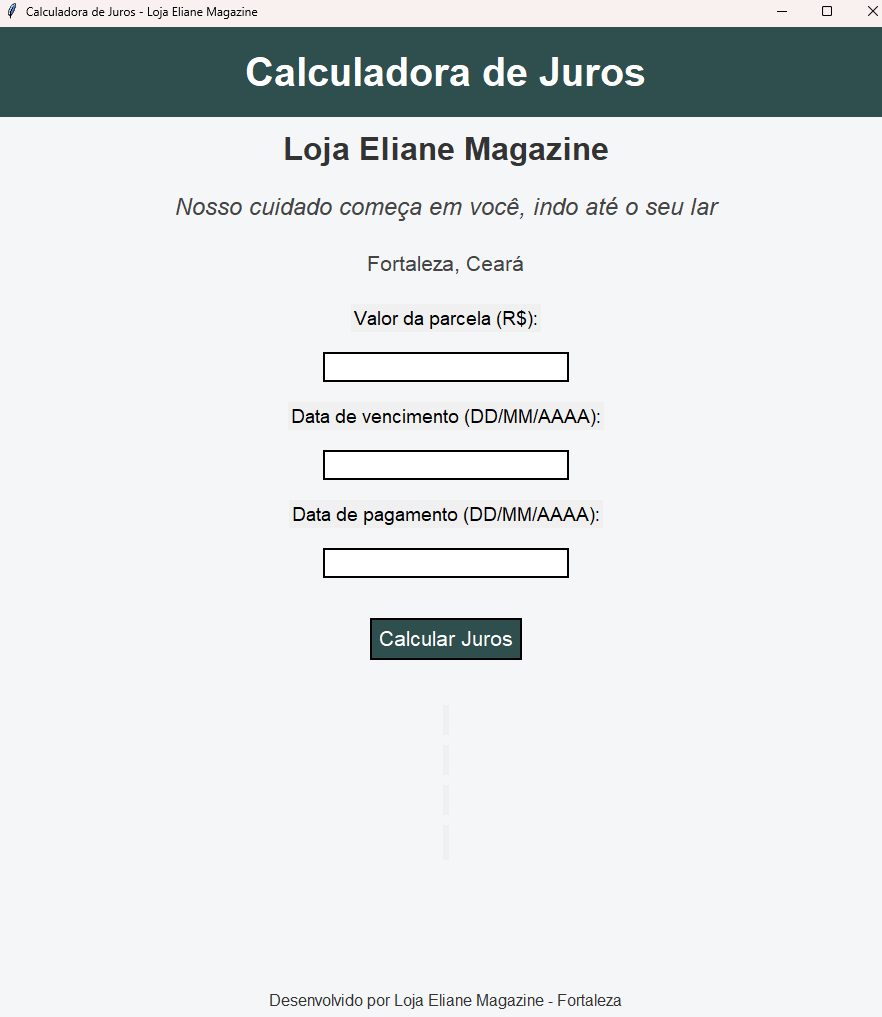 Calculadora de Juros - Loja Eliane Magazine
Calculadora de Juros
Loja Eliane Magazine
Nosso cuidado começa em você, indo até o seu lar
Fortaleza, Ceará
Valor da parcela (R$):
Data de vencimento (DD/MM/AAAA):
Data de pagamento (DD/MM/AAAA):
Calcular Juros
Desenvolvido por Loja Eliane Magazine - Fortaleza